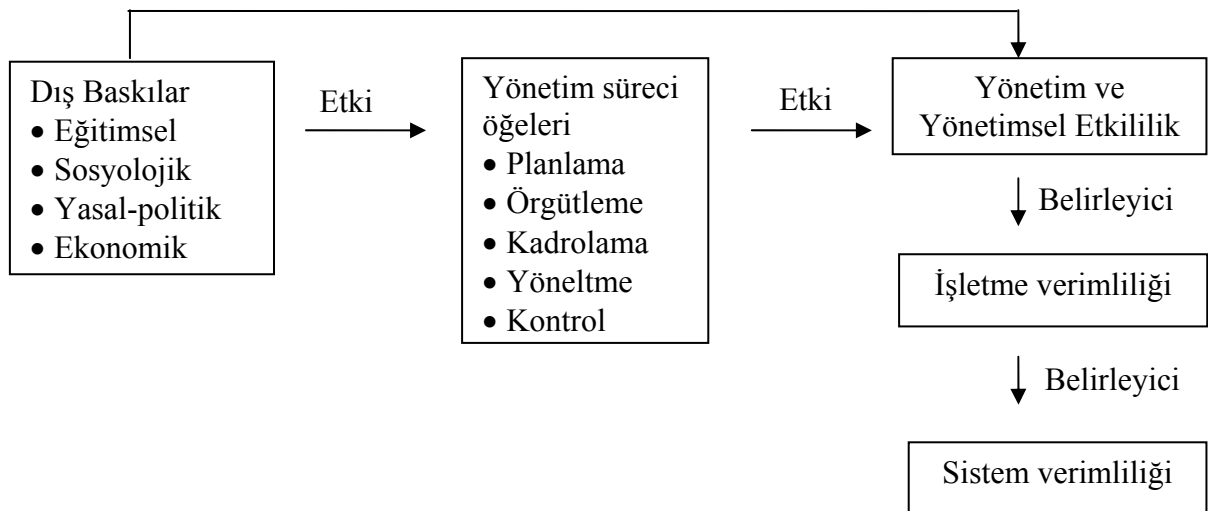 Dış Baskılar
• Eğitimsel
• Sosyolojik
• Yasal-politik
• Ekonomik
Etki
Yönetim süreci
öğeleri
• Planlama
• Örgütleme
• Kadrolama
• Yöneltme
• Kontrol
Etki
Yönetim ve
Yönetimsel Etkililik
Belirleyici
İşletme verimliliği
Belirleyici
Sistem verimliliği